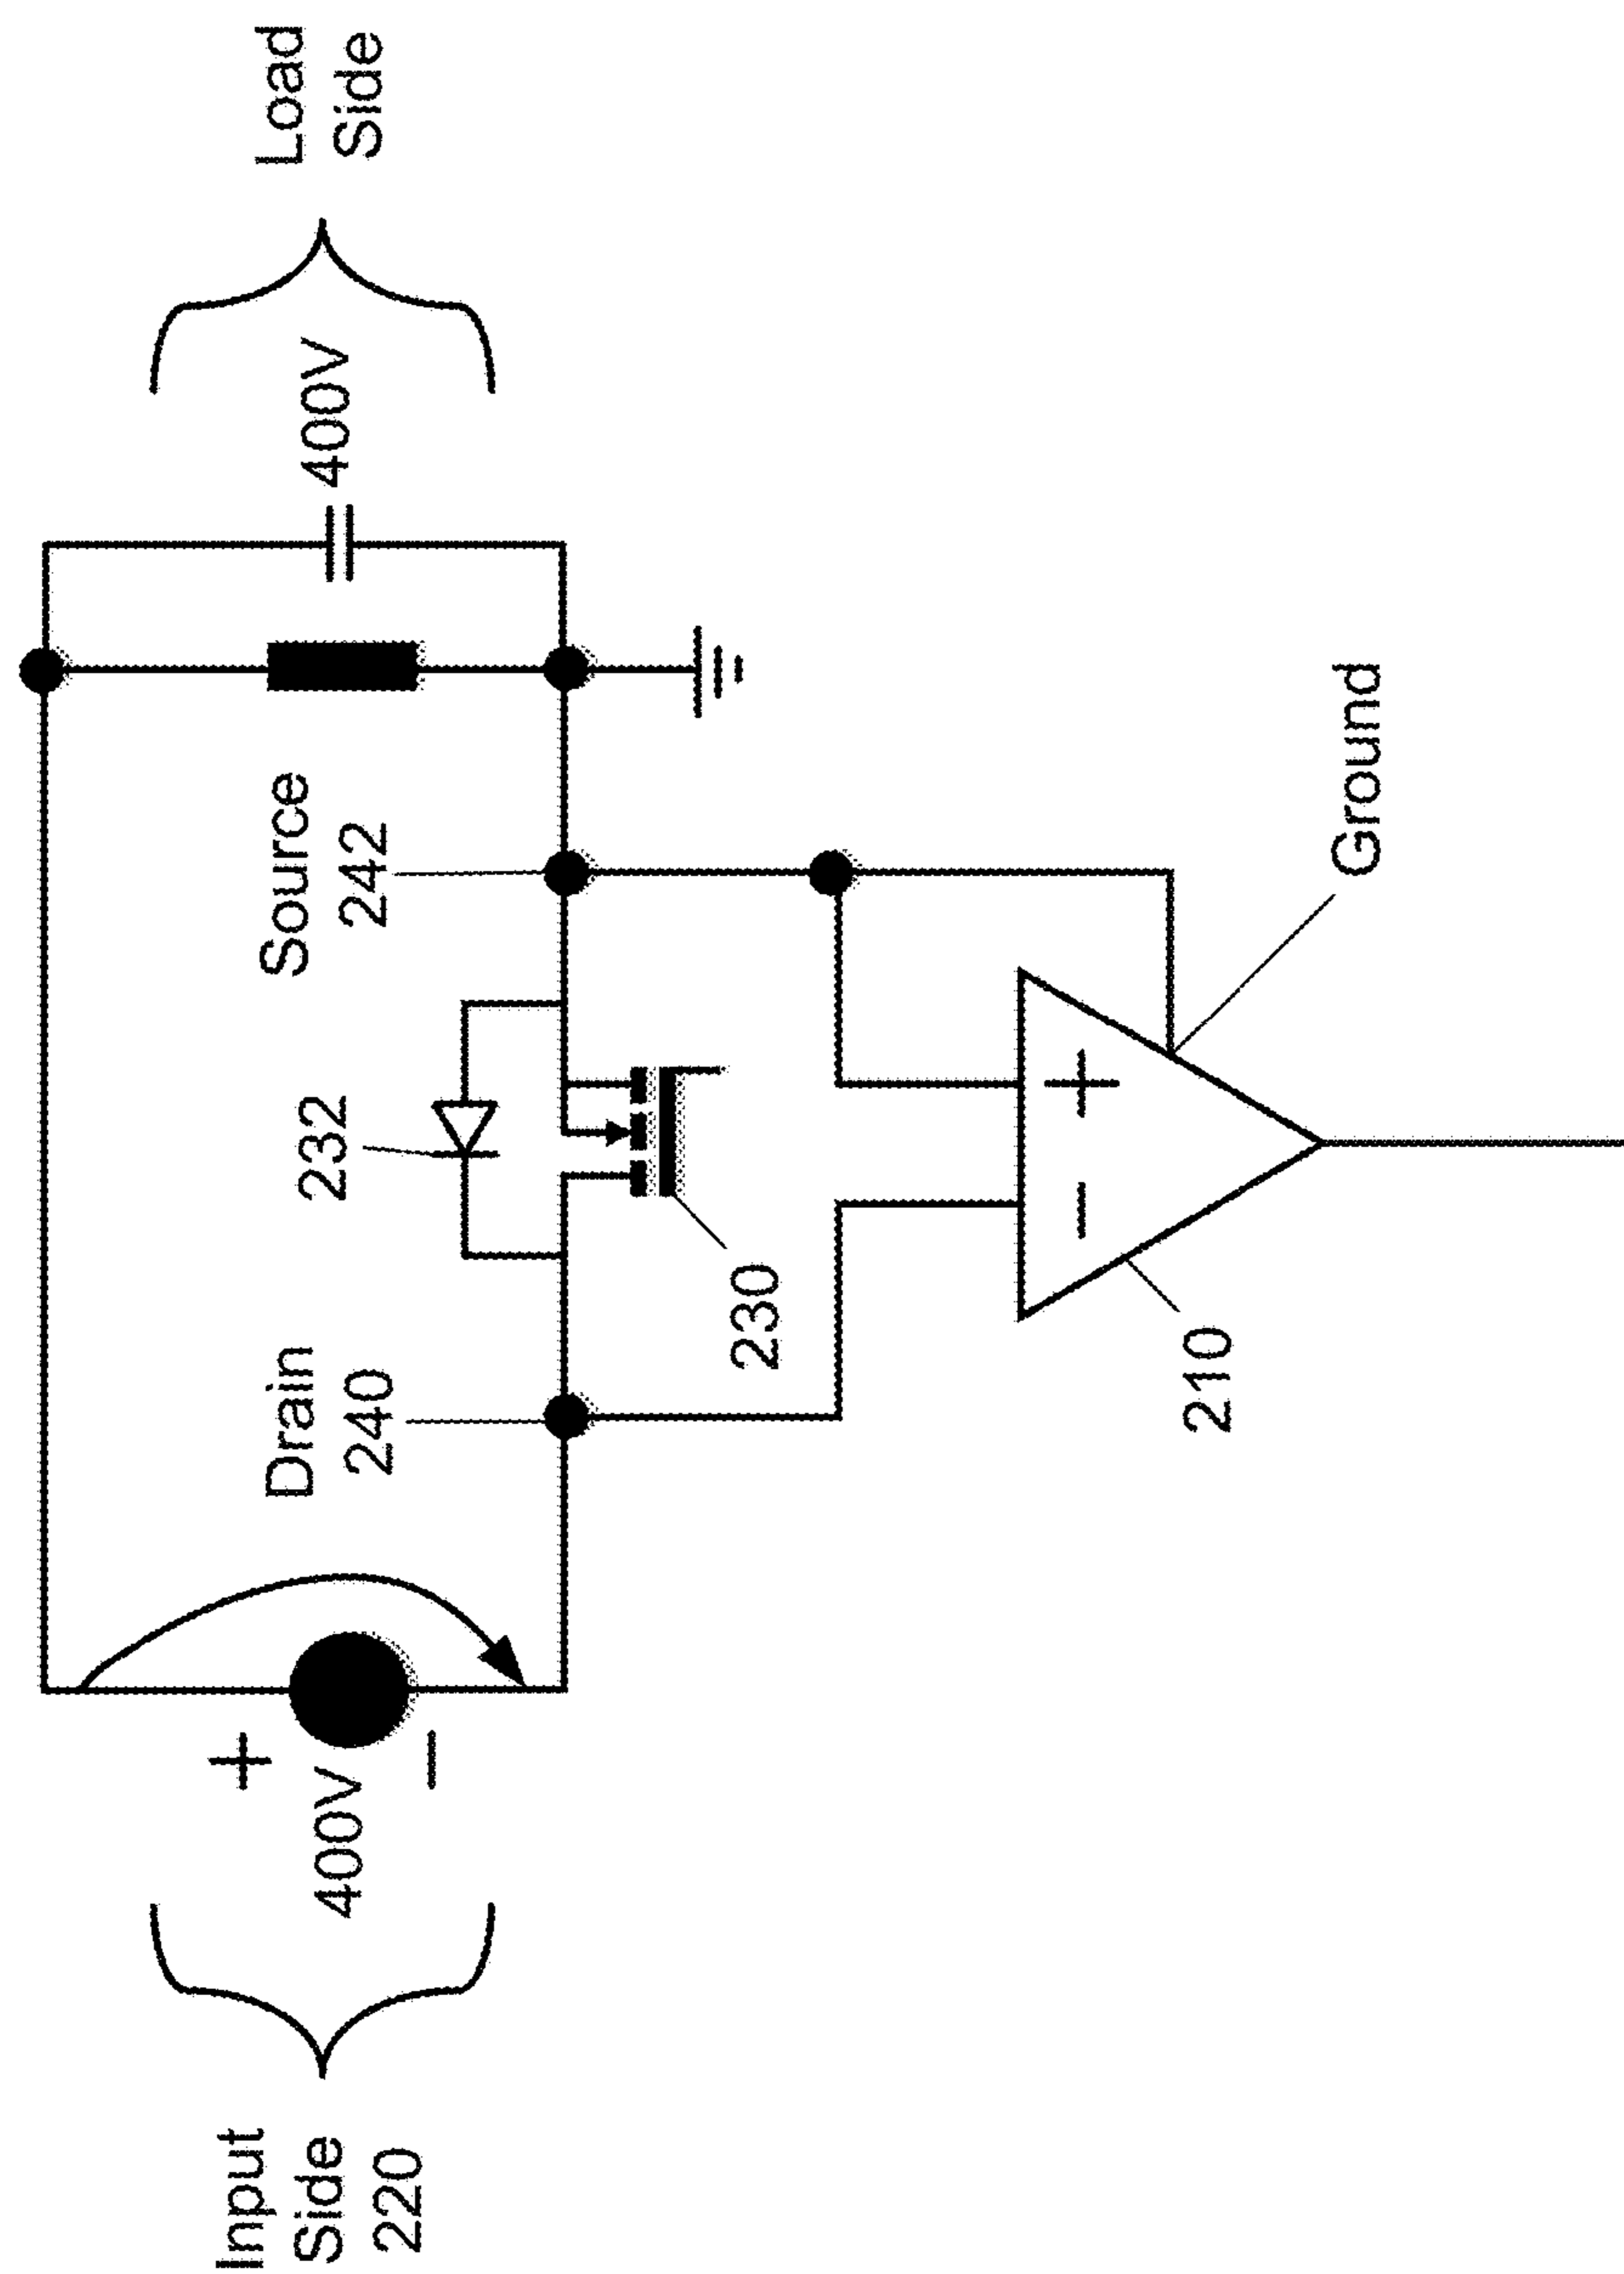 Input
Side
220
400V
+
−
Drain
240
232
Source
242
400V
Load
Side
230
210
−
+
Ground